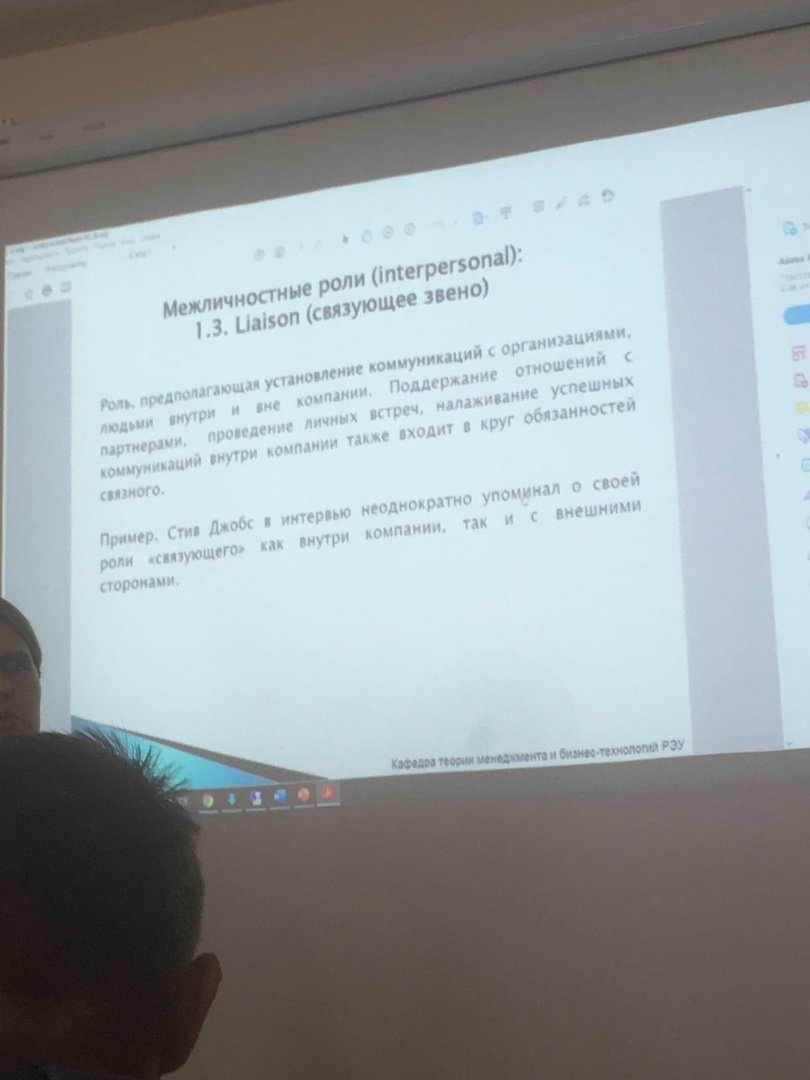 Межличностные роли (interpersonal):
1.3. Liaison (связующее звено)
Роль, предполагающая установление коммуникаций с организациями,
людьми внутри и вне компании. Поддержание отношений с
партнерами, проведение личных встреч, налаживание успешных
коммуникаций внутри компании также входит в круг обязанностей
связного.
Пример. Стив Джобс в интервью неоднократно упоминал о своей
роли «связующего» как внутри компании, так и с внешними
сторонами.
Кафедра теории менеджмента и бизнес-технологий РЭУ